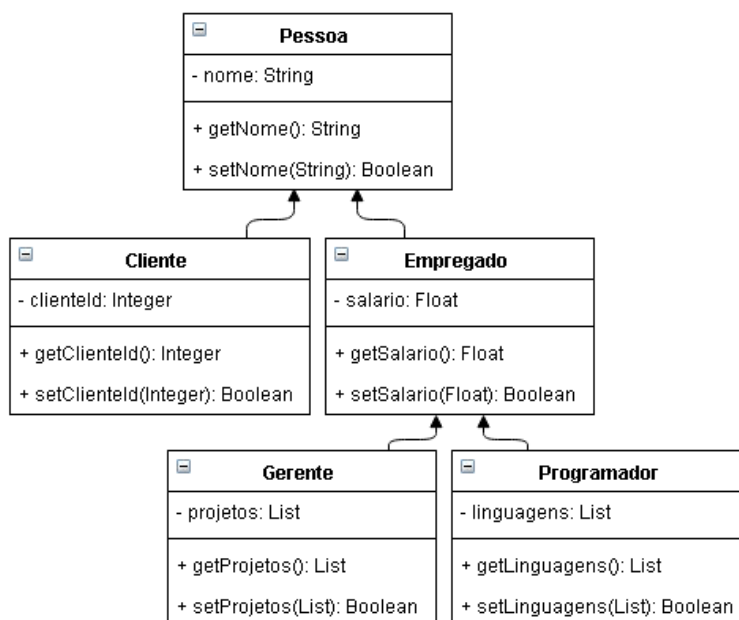 Pessoa
- nome: String
+ getNome(): String
+ setNome(String): Boolean
Cliente
- clienteId: Integer
+ getClienteId(): Integer
+ setClienteId(Integer): Boolean
Empregado
- salario: Float
+ getSalario(): Float
+ setSalario(Float): Boolean
Gerente
- projetos: List
+ getProjetos(): List
+ setProjetos(List): Boolean
Programador
- linguagens: List
+ getLinguagens(): List
+ setLinguagens(List): Boolean